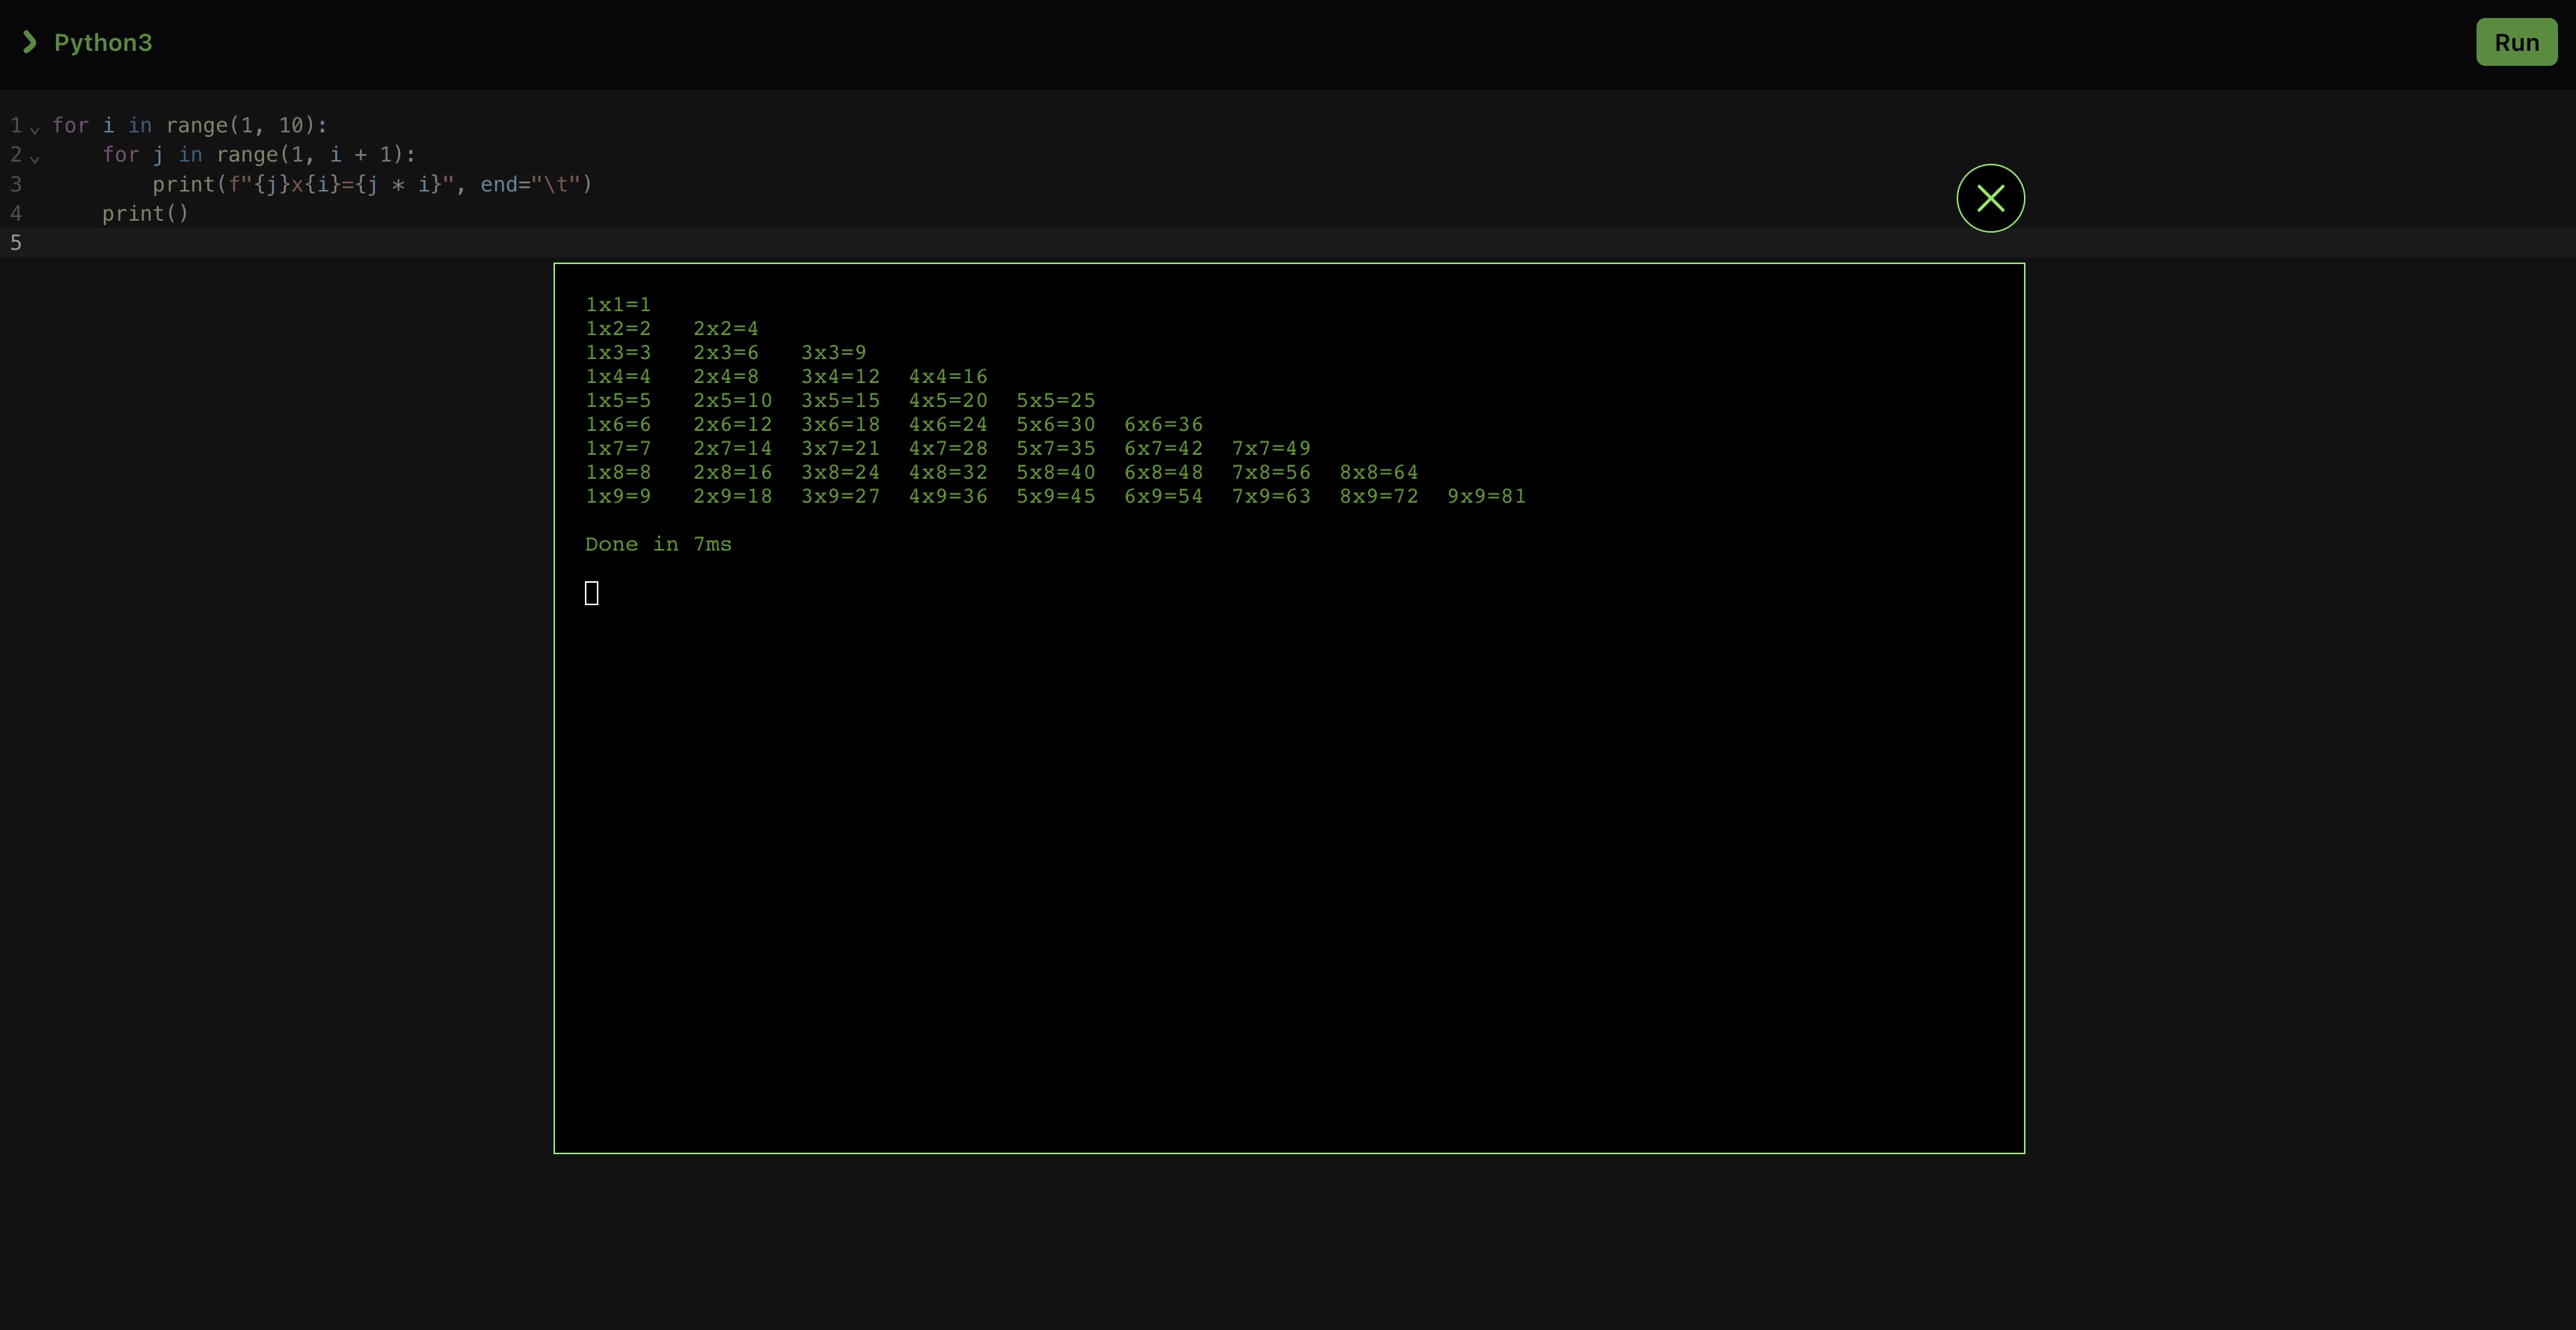 Python3
Run
1 for i in range(1, 10):
2     for j in range(1, i + 1):
3         print(f"{j}x{i}={j * i}", end="\t")
4     print()
5
1x1=1
1x2=2	2x2=4
1x3=3	2x3=6	3x3=9
1x4=4	2x4=8	3x4=12	4x4=16
1x5=5	2x5=10	3x5=15	4x5=20	5x5=25
1x6=6	2x6=12	3x6=18	4x6=24	5x6=30	6x6=36
1x7=7	2x7=14	3x7=21	4x7=28	5x7=35	6x7=42	7x7=49
1x8=8	2x8=16	3x8=24	4x8=32	5x8=40	6x8=48	7x8=56	8x8=64
1x9=9	2x9=18	3x9=27	4x9=36	5x9=45	6x9=54	7x9=63	8x9=72	9x9=81
Done in 7ms